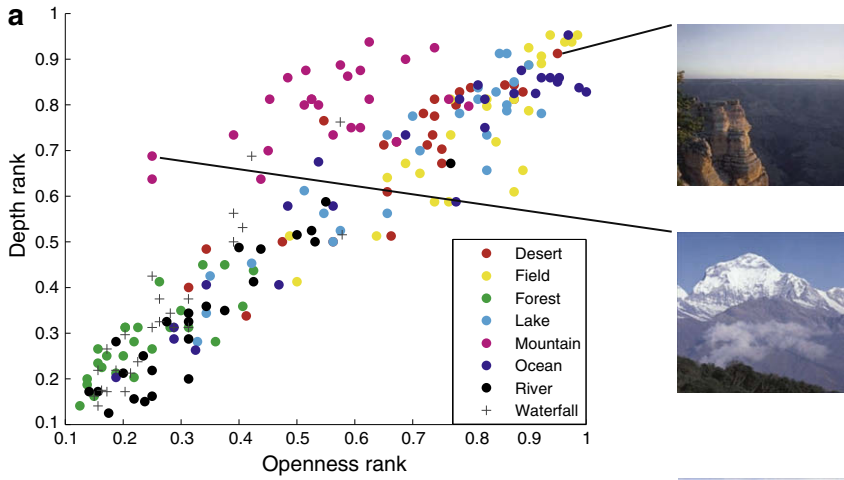 a
1
0.9
0.8
0.7
0.6
0.5
0.4
0.3
0.2
0.1
Depth rank
0.1 0.2 0.3 0.4 0.5 0.6 0.7 0.8 0.9 1
Openness rank
Desert
Field
Forest
Lake
Mountain
Ocean
River
Waterfall